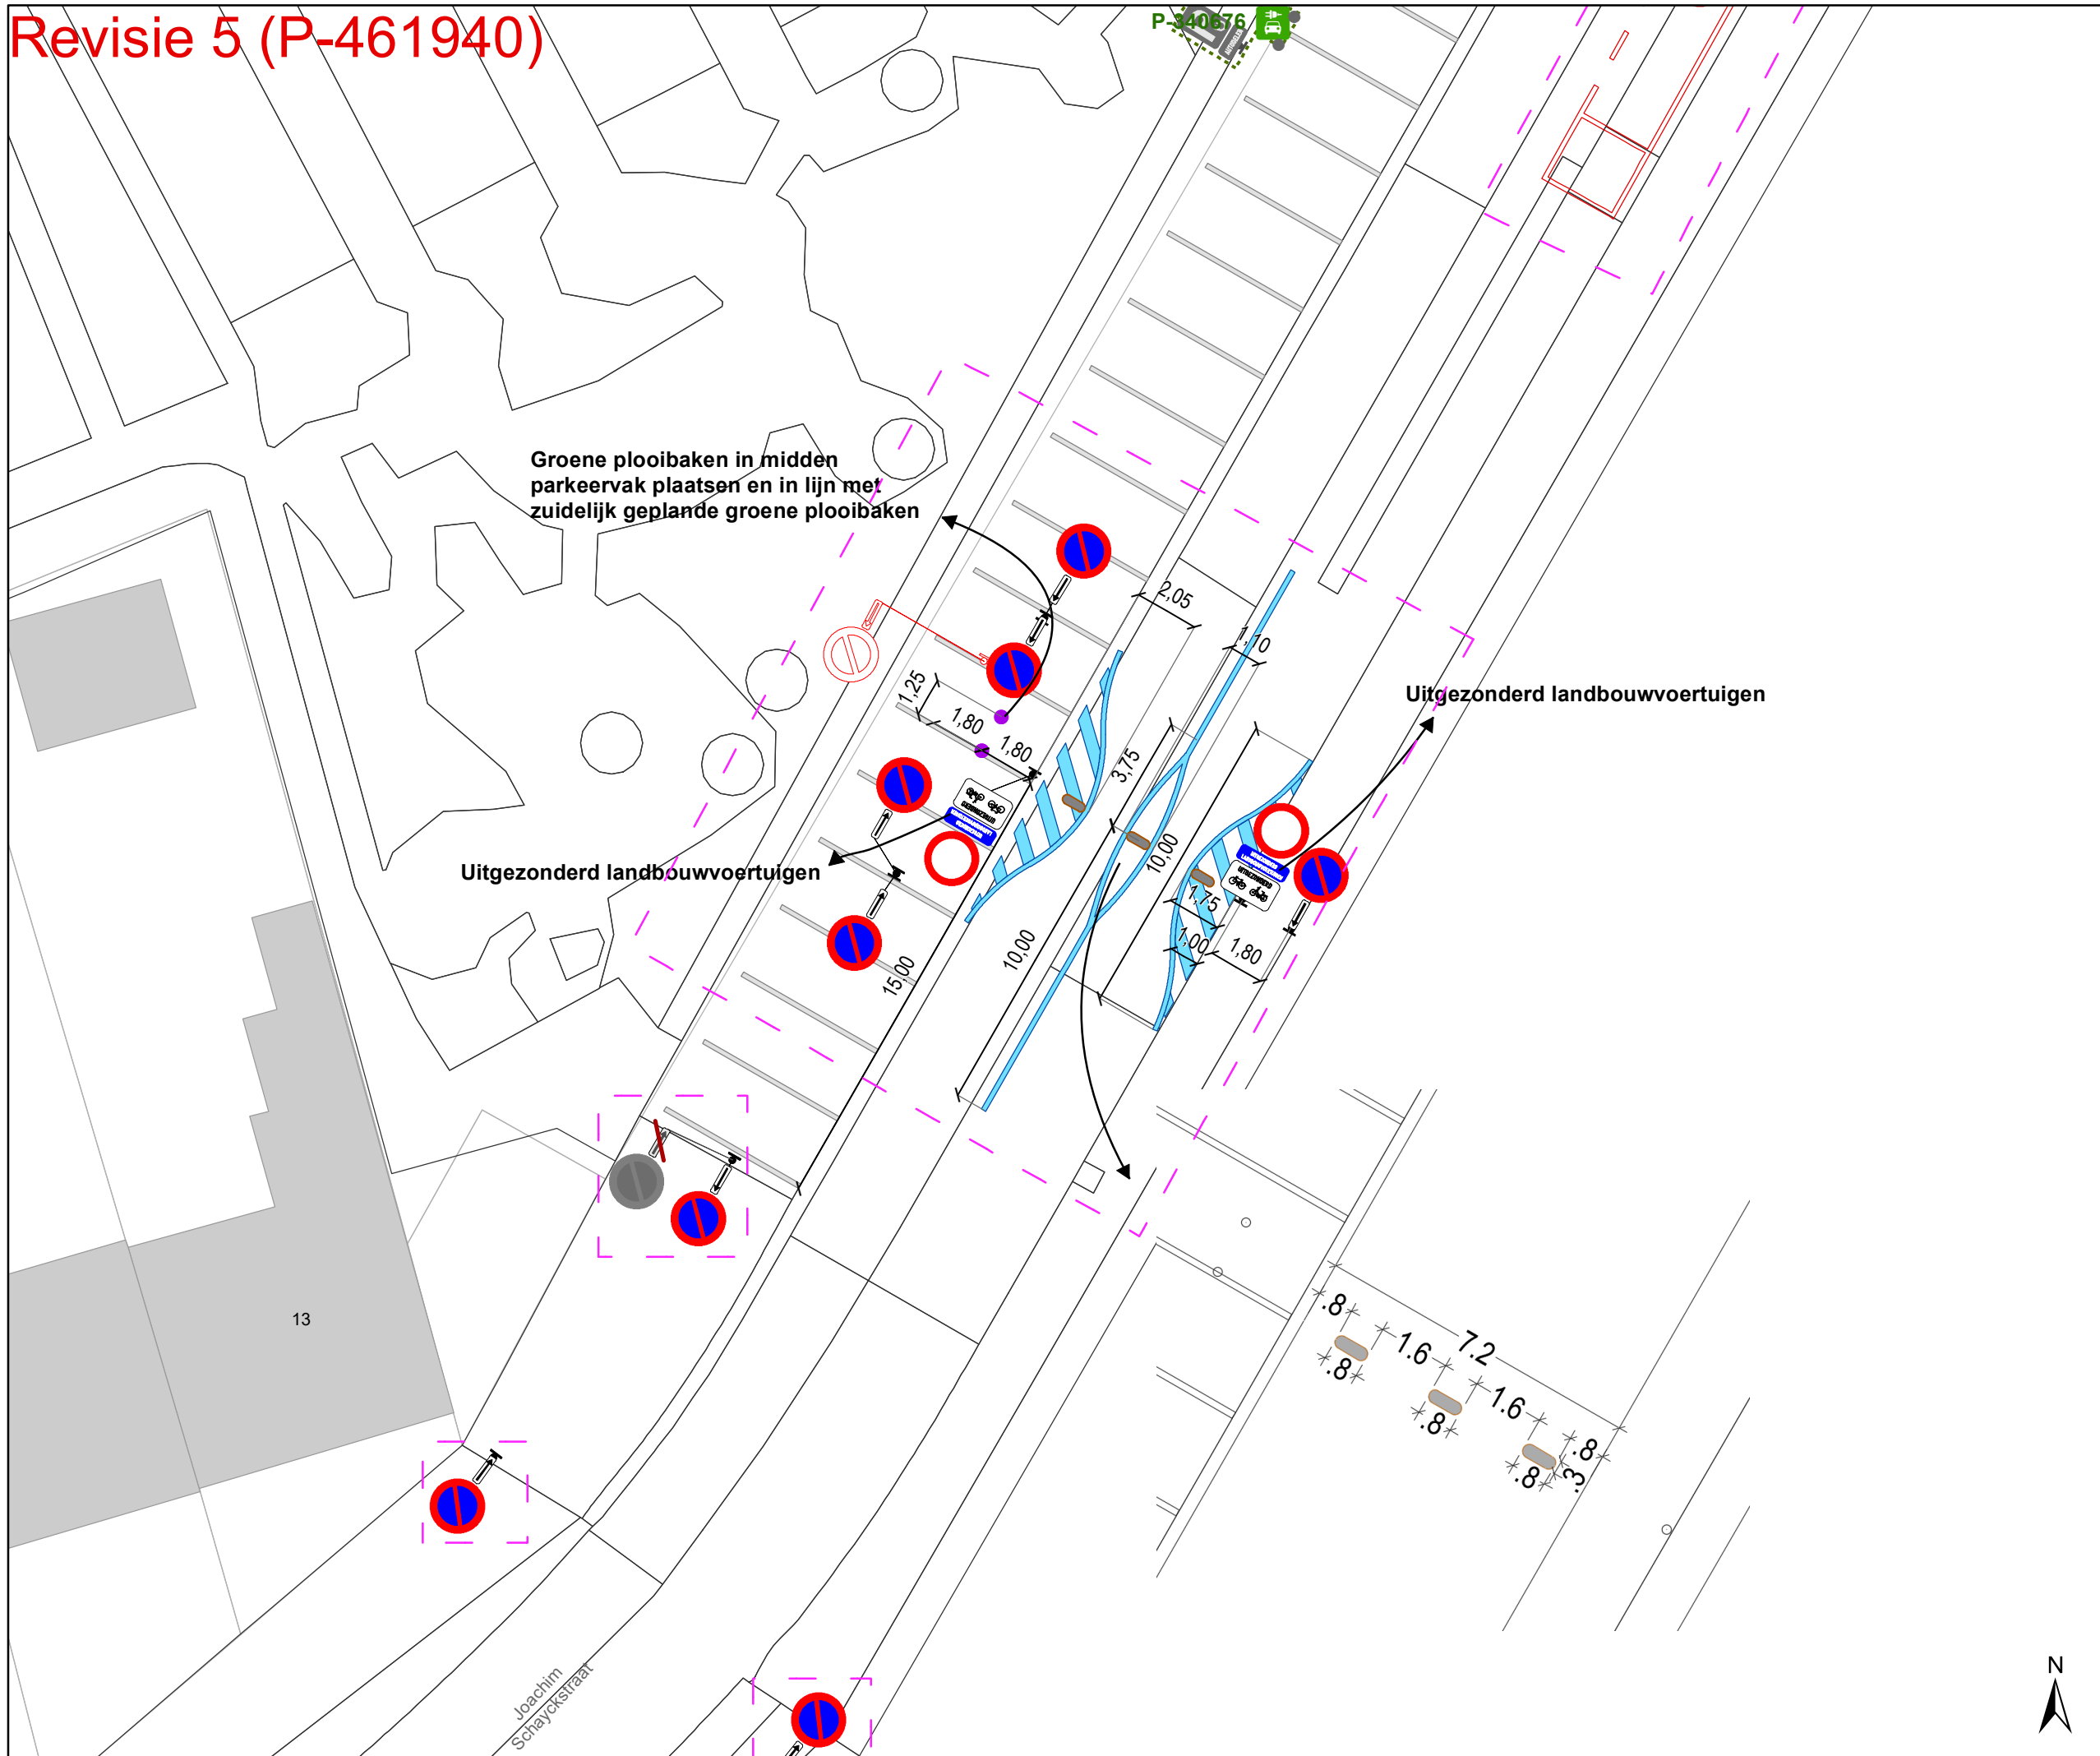 Revisie 5 (P-461940)
P-340676
Groene plooibaken in midden
parkeervak plaatsen en in lijn met
zuidelijk geplande groene plooibaken
2,05
1,10
1,25
1,80
1,80
Uitgezonderd landbouwvoertuigen
3,75
10,00
UITGEZONDERD
Uitgezonderd landbouwvoertuigen
1,75
1,00
1,80
10,00
15,00
13
.8
.8
1.6
7.2
.8
1.6
.8
.8
.3
Joachim
Schayckstraat
N